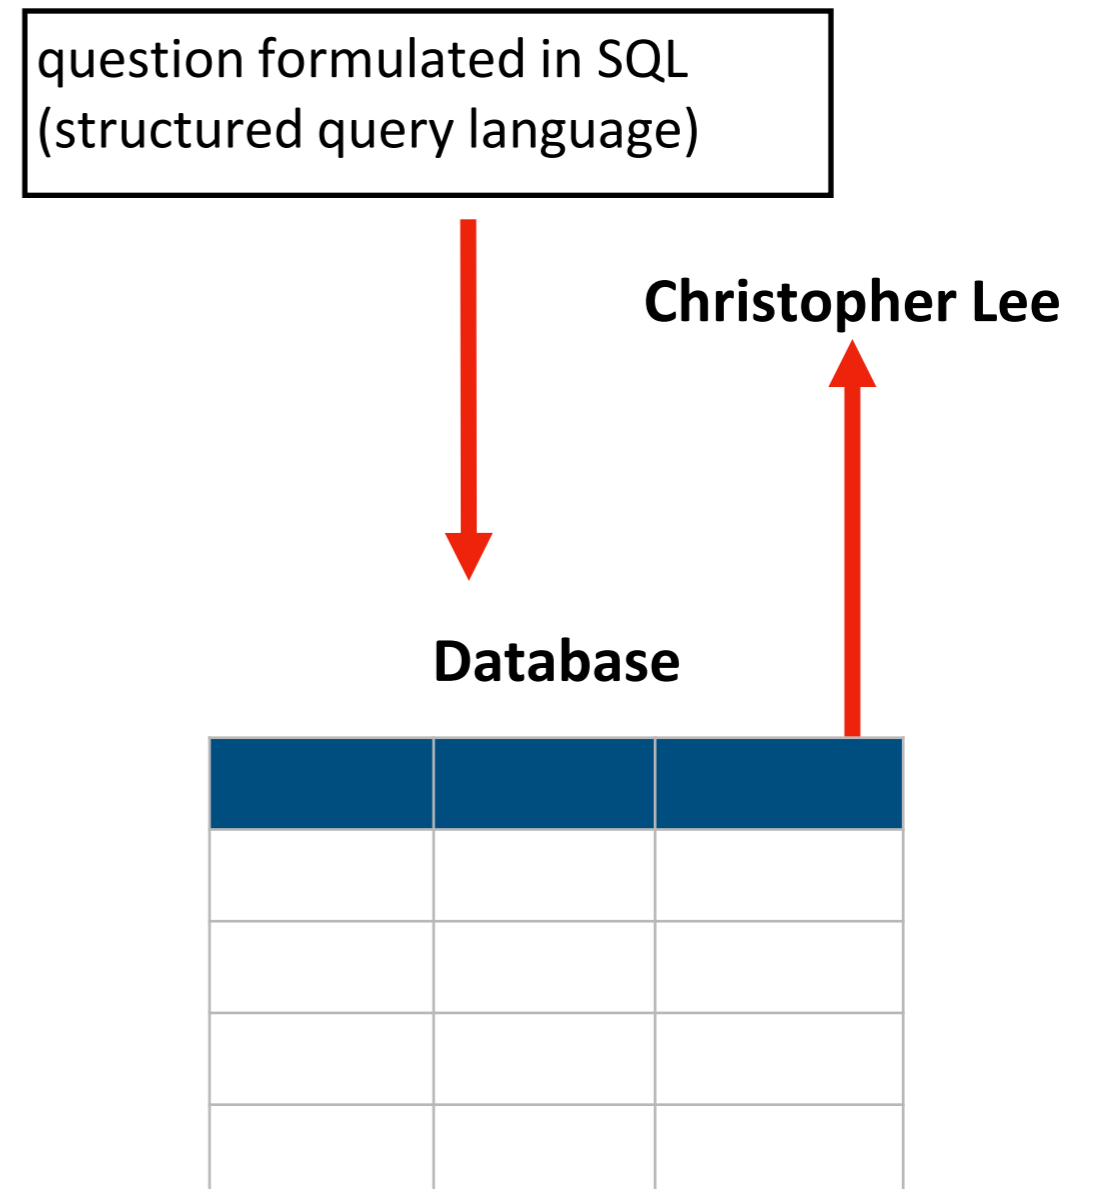 question formulated in SQL
(structured query language)
Christopher Lee
Database